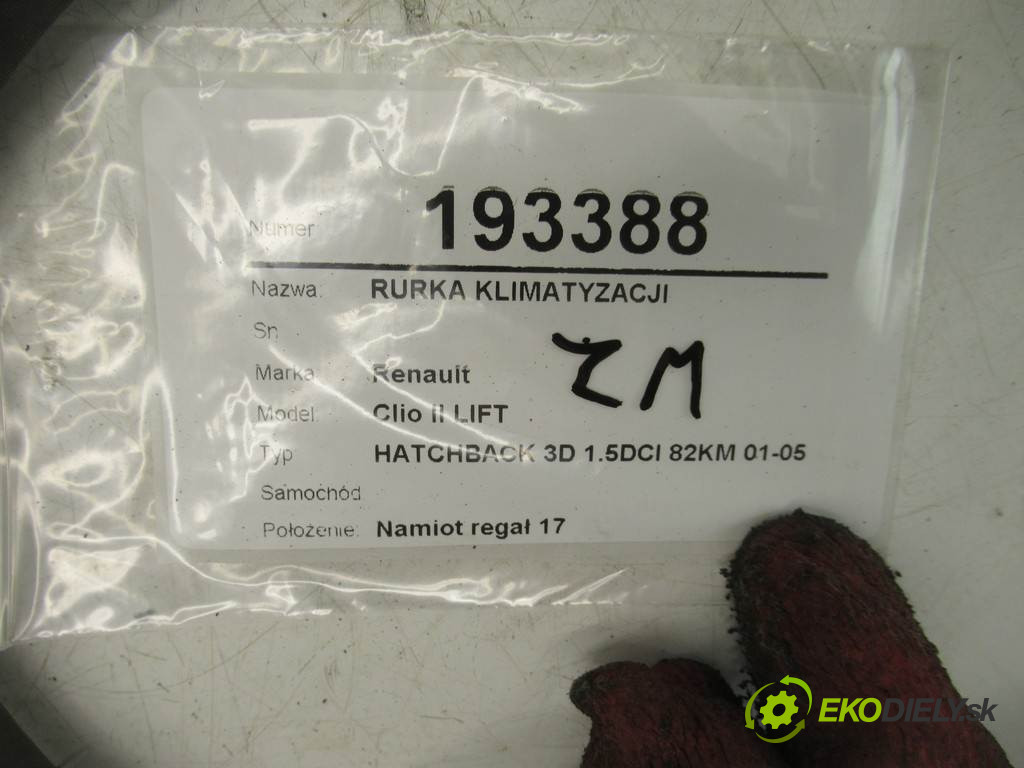 Numer 193388
Nazwa: RURKA KLIMATYZACJI
Sn
ZM
Marka Renault
Model: Clio II LIFT
Typ HATCHBACK 3D 1.5DCI 82KM 01-05
Samochód
Położenie: Namiot regał 17
EKODIELY.sk